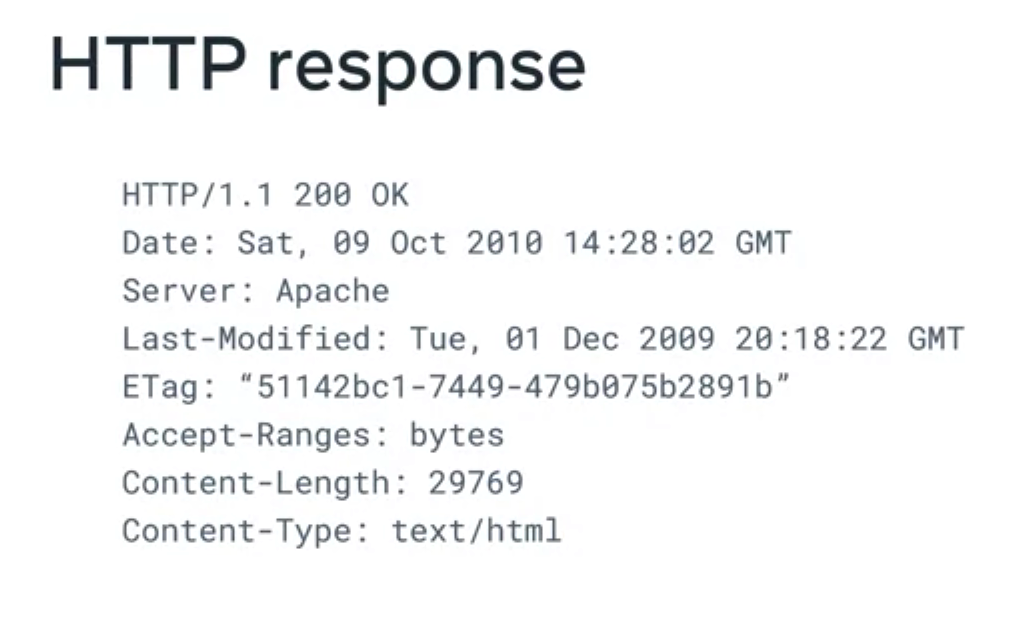 HTTP response
HTTP/1.1 200 OK
Date: Sat, 09 Oct 2010 14:28:02 GMT
Server: Apache
Last-Modified: Tue, 01 Dec 2009 20:18:22 GMT
ETag: “51142bc1-7449-479b075b2891b”
Accept-Ranges: bytes
Content-Length: 29769
Content-Type: text/html